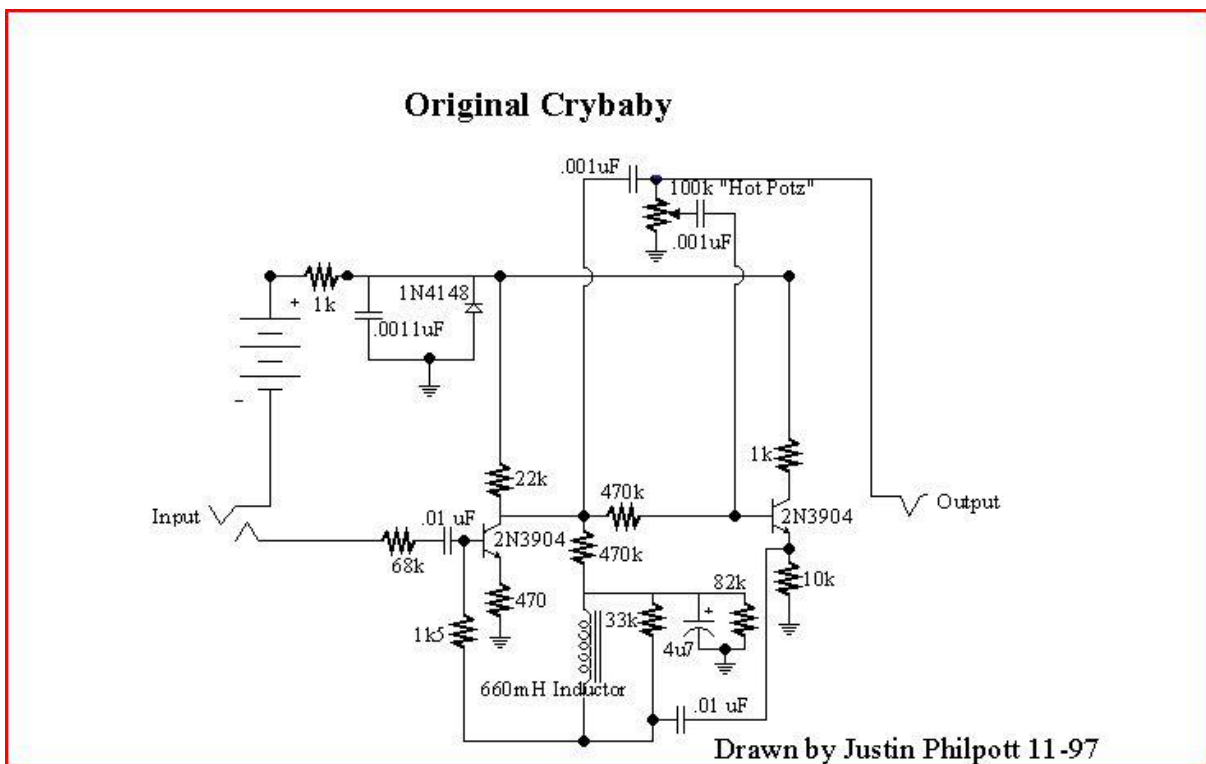 Original Crybaby
.001uF
100k "Hot Potz"
.001uF
+
1k
1N4148
.0011uF
-
22k
1k
470k
Input
.01 uF
2N3904
2N3904
Output
68k
470k
10k
82k
470
33k
+
1k5
4u7
660mH Inductor
.01 uF
Drawn by Justin Philpott 11-97